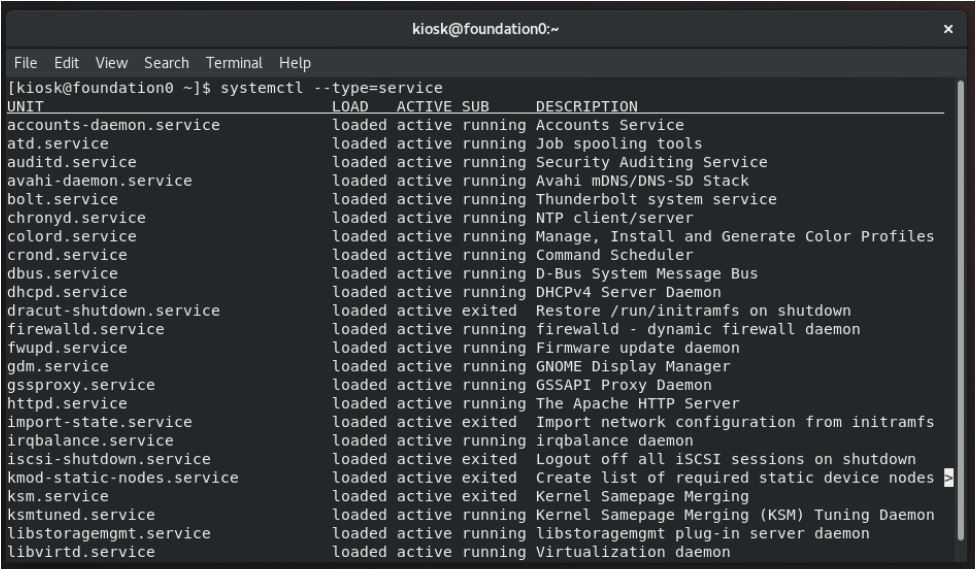 kiosk@foundation0:~ ×
File Edit View Search Terminal Help
[kiosk@foundation0 ~]$ systemctl --type=service
UNIT LOAD ACTIVE SUB DESCRIPTION
accounts-daemon.service loaded active running Accounts Service
atd.service loaded active running Job spooling tools
auditd.service loaded active running Security Auditing Service
avahi-daemon.service loaded active running Avahi mDNS/DNS-SD Stack
bolt.service loaded active running Thunderbolt system service
chronyd.service loaded active running NTP client/server
colord.service loaded active running Manage, Install and Generate Color Profiles
crond.service loaded active running Command Scheduler
dbus.service loaded active running D-Bus System Message Bus
dhcpd.service loaded active running DHCPv4 Server Daemon
dracut-shutdown.service loaded active exited Restore /run/initramfs on shutdown
firewalld.service loaded active running firewalld - dynamic firewall daemon
fwupd.service loaded active running Firmware update daemon
gdm.service loaded active running GNOME Display Manager
gssproxy.service loaded active running GSSAPI Proxy Daemon
httpd.service loaded active running The Apache HTTP Server
import-state.service loaded active exited Import network configuration from initramfs
irqbalance.service loaded active running irqbalance daemon
iscsi-shutdown.service loaded active exited Logout off all iSCSI sessions on shutdown
kmod-static-nodes.service loaded active exited Create list of required static device nodes >
ksm.service loaded active exited Kernel Samepage Merging
ksmtuned.service loaded active running Kernel Samepage Merging (KSM) Tuning Daemon
libstoragemgmt.service loaded active running libstoragemgmt plug-in server daemon
libvirtd.service loaded active running Virtualization daemon